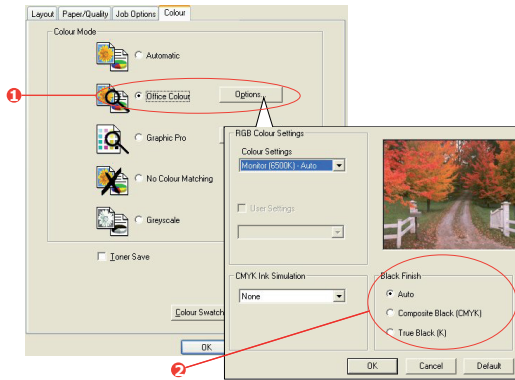 Layout Paper/Quality Job Options Colour
Colour Mode
Automatic
1
Office Colour
Options...
Graphic Pro
No Colour Matching
Greyscale
Toner Save
Colour Swatch
OK
RGB Colour Settings
Colour Settings
Monitor (6500K) - Auto
User Settings
CMYK Ink Simulation
None
Black Finish
Auto
Composite Black (CMYK)
True Black (K)
2
OK Cancel Default